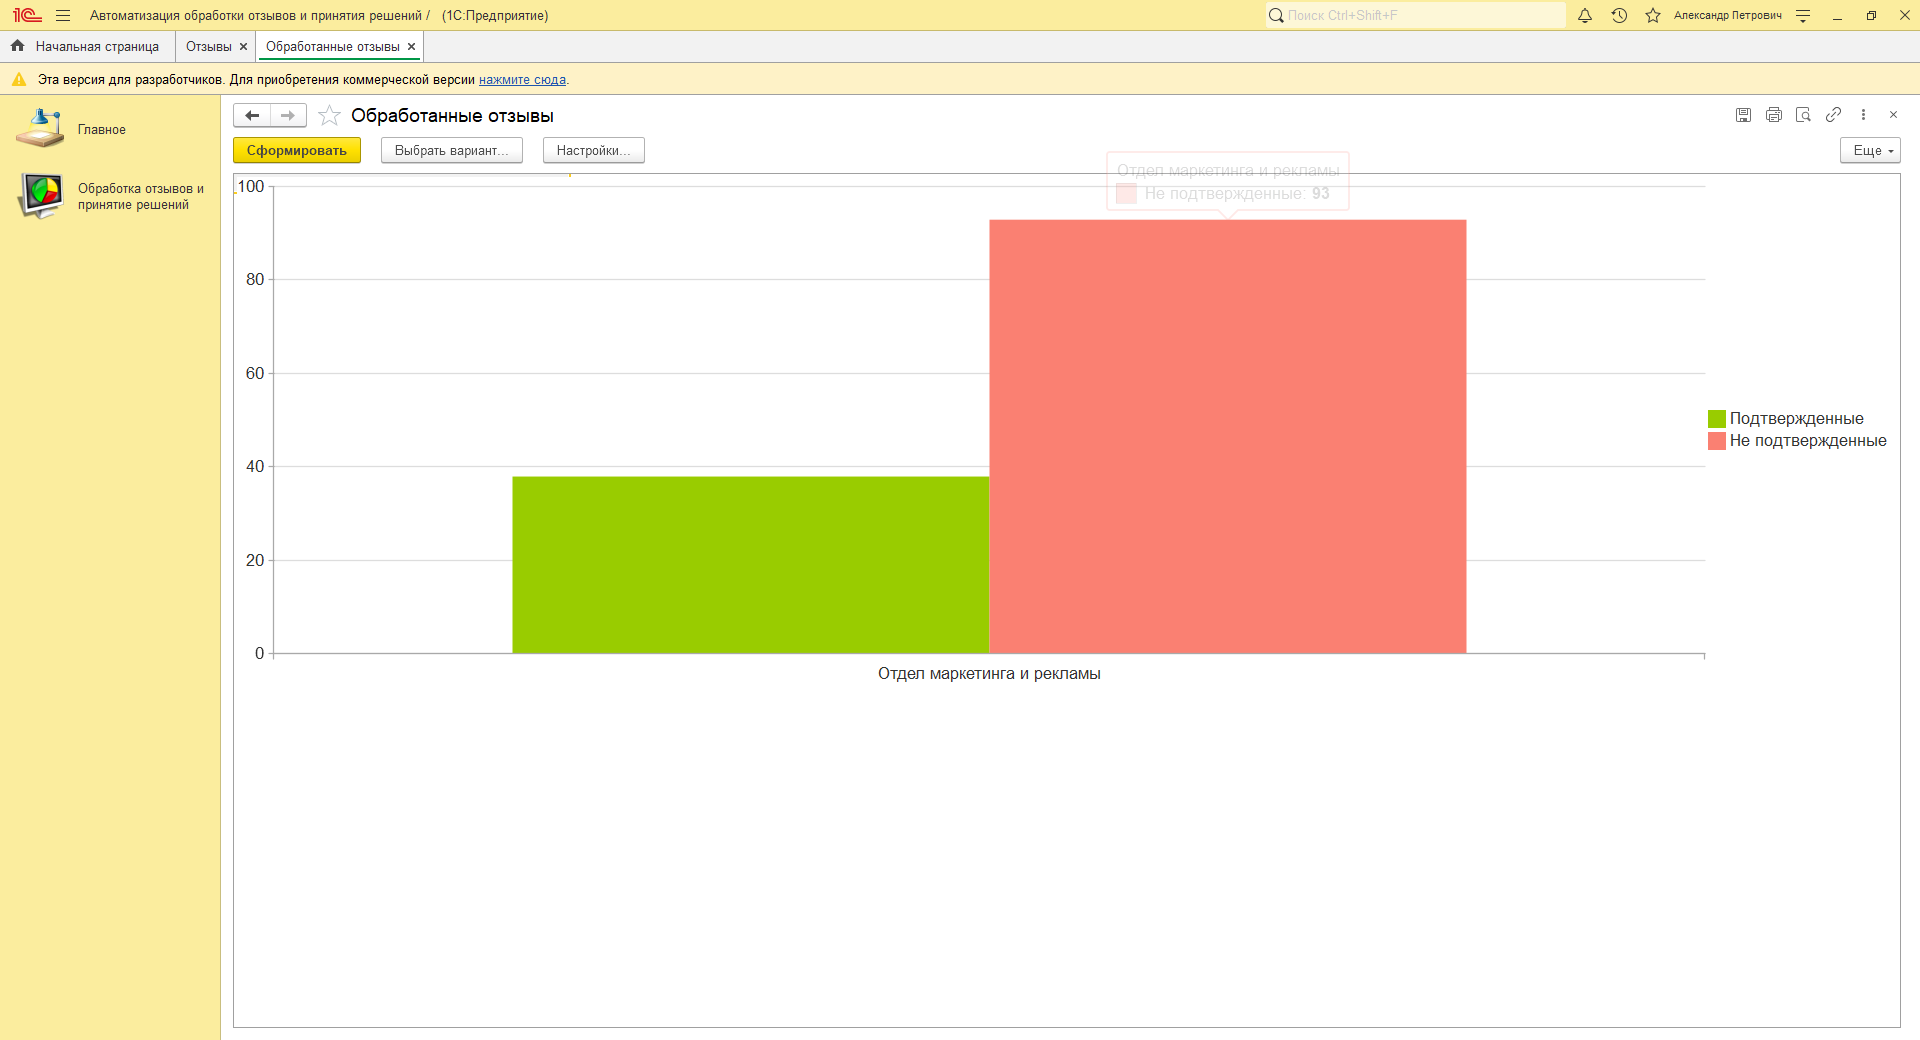 1С Автоматизация обработки отзывов и принятия решений / (1С:Предприятие)
Поиск Ctrl+Shift+F
Александр Петрович
Начальная страница
Отзывы
Обработанные отзывы
Эта версия для разработчиков. Для приобретения коммерческой версии нажмите сюда.
Главное
Обработка отзывов и
принятие решений
Обработанные отзывы
Сформировать
Выбрать вариант...
Настройки...
Еще
Отдел маркетинга и рекламы
Не подтвержденные: 93
100
80
60
40
20
0
Отдел маркетинга и рекламы
Подтвержденные
Не подтвержденные